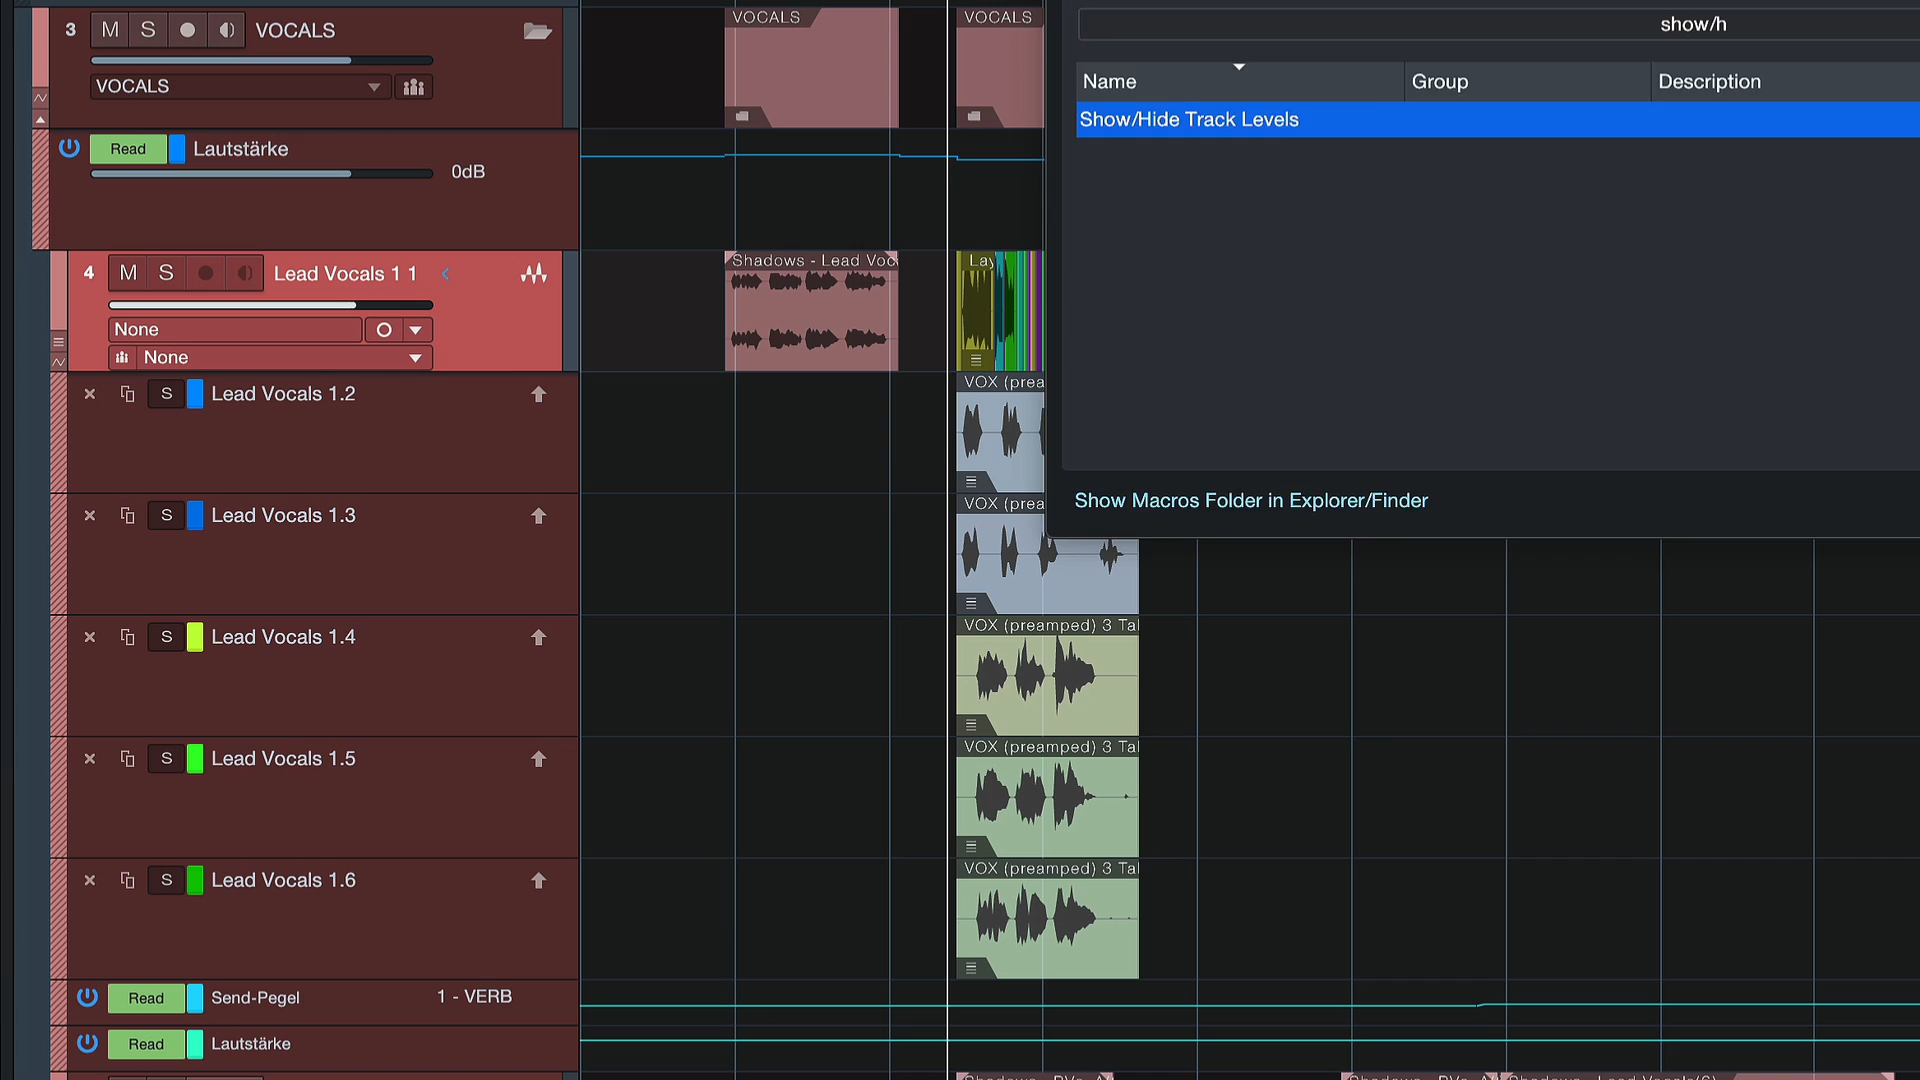 3 M S VOCALS
VOCALS
Read Lautstärke
0dB
4 M S Lead Vocals 1 1 <
None
None
S Lead Vocals 1.2
S Lead Vocals 1.3
S Lead Vocals 1.4
S Lead Vocals 1.5
S Lead Vocals 1.6
Read Send-Pegel 1 - VERB
Read Lautstärke
VOCALS
VOCALS
Shadows - Lead Voc
Lay
VOX (prea
VOX (prea
VOX (preamped) 3 Tal
VOX (preamped) 3 Tal
VOX (preamped) 3 Tal
show/h
Name Group Description
Show/Hide Track Levels
Show Macros Folder in Explorer/Finder